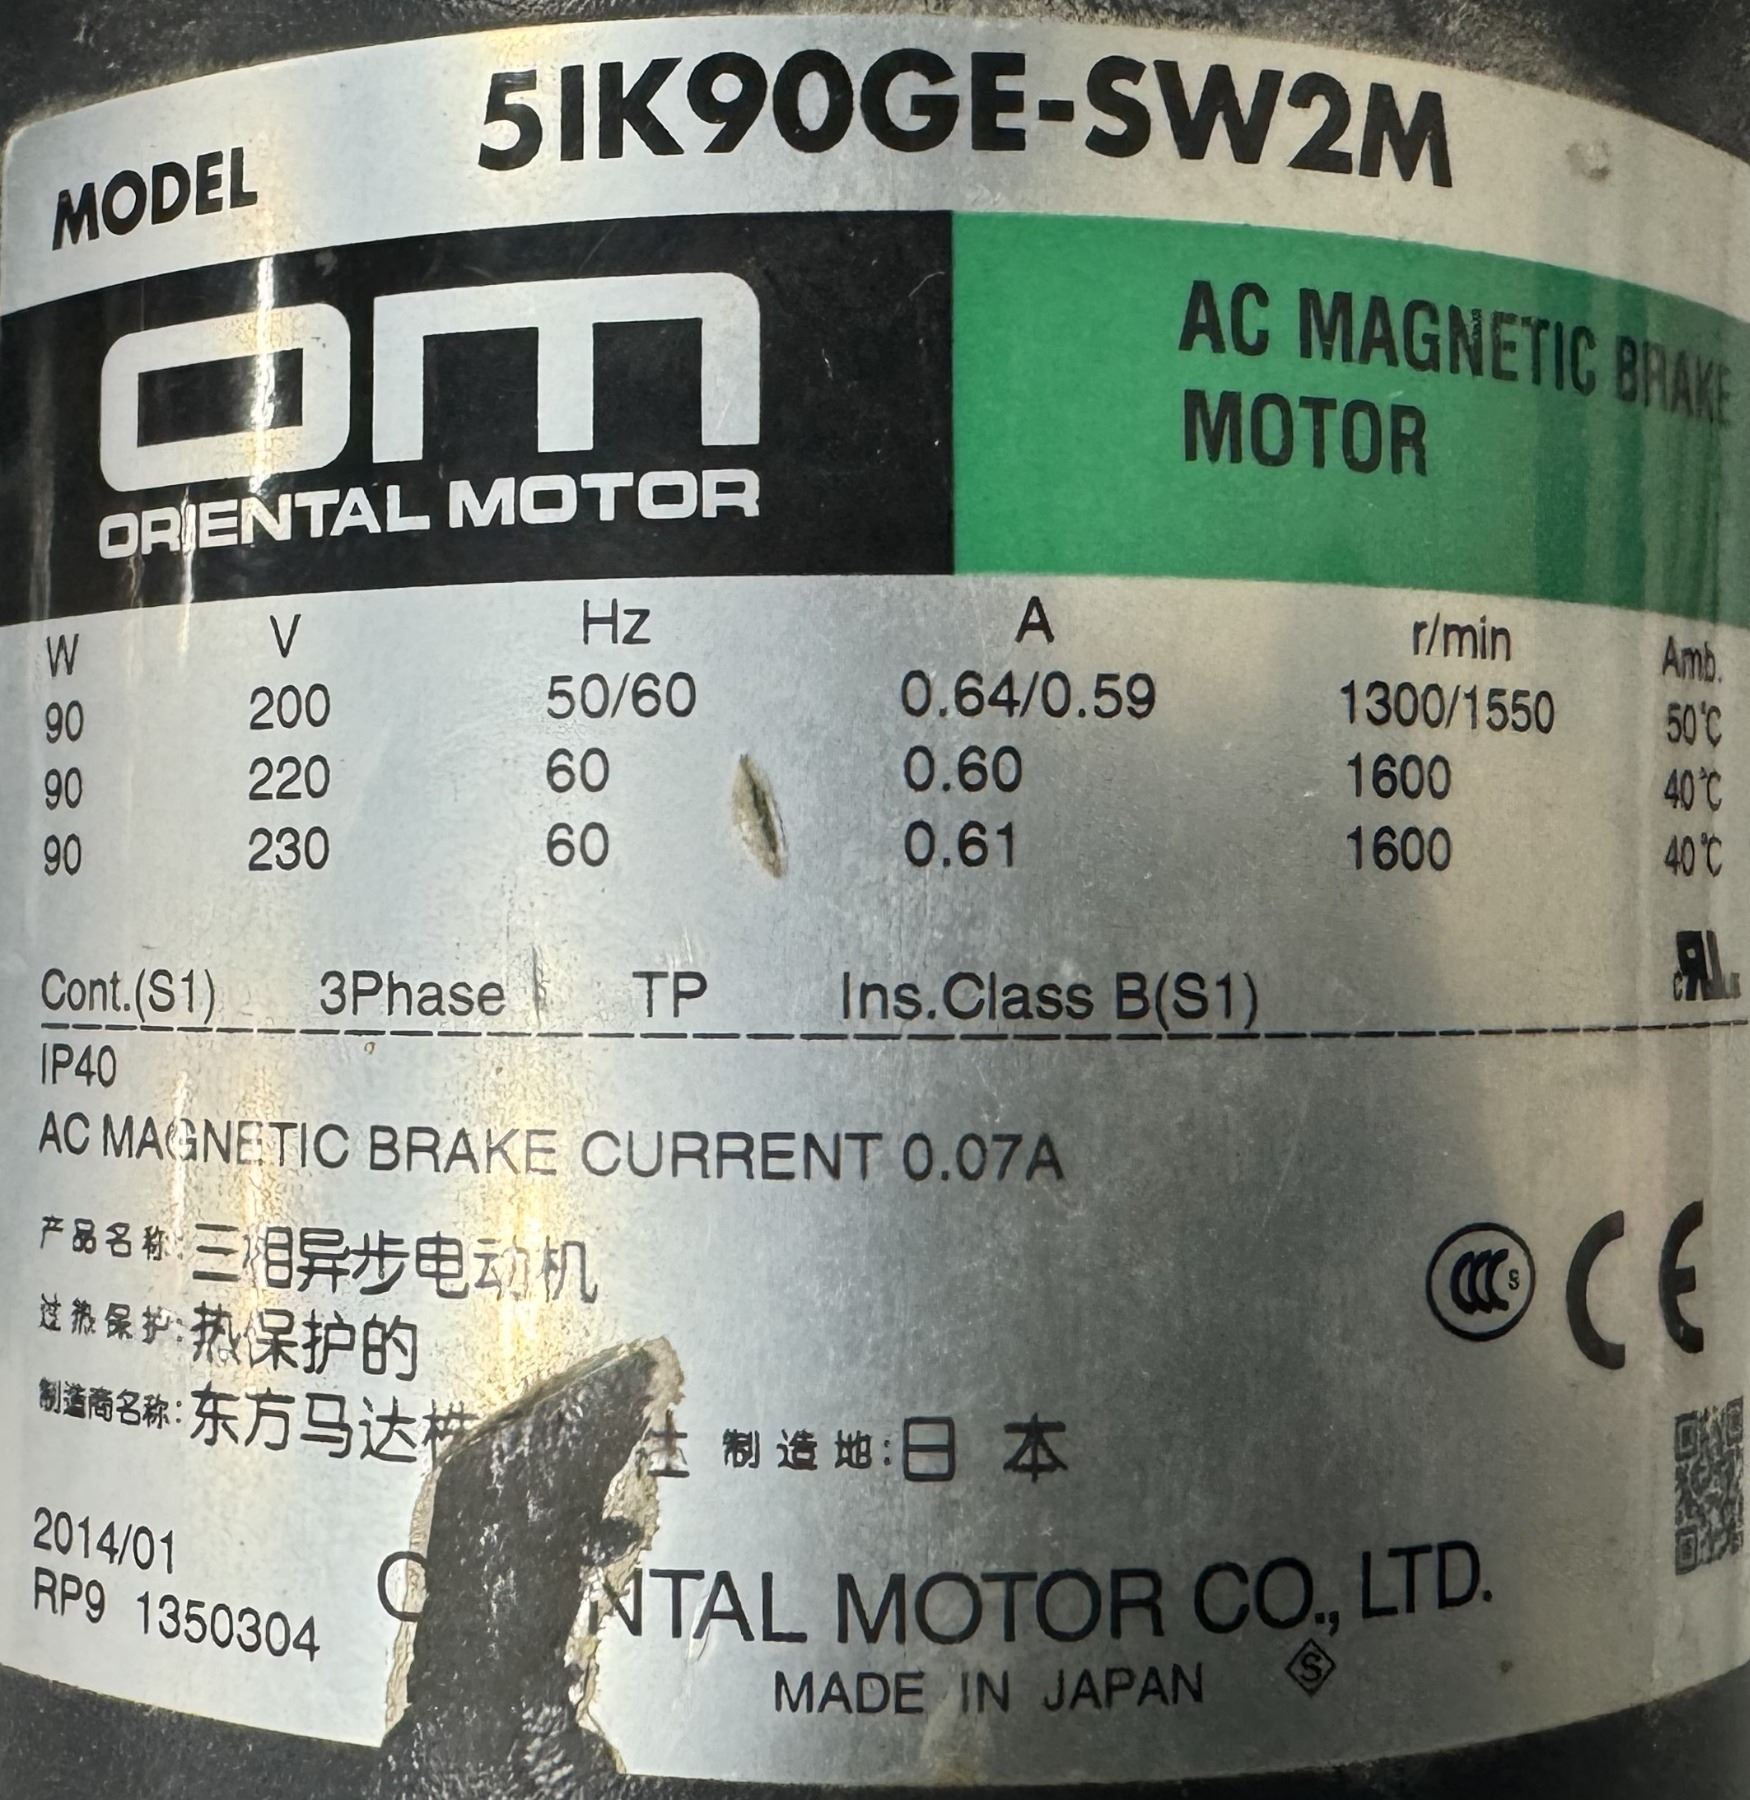 MODEL 5IK90GE-SW2M
om
ORIENTAL MOTOR
AC MAGNETIC BRAKE
MOTOR
W V Hz A r/min Amb.
90 200 50/60 0.64/0.59 1300/1550 50℃
90 220 60 0.60 1600 40℃
90 230 60 0.61 1600 40℃
Cont.(S1) 3Phase TP Ins.Class B(S1)
IP40
AC MAGNETIC BRAKE CURRENT 0.07A
产品名称:三相异步电动机
过热保护:热保护的
制造商名称:东方马达 制造地:日本
CCC S CE
2014/01
RP9 1350304
MOTOR CO., LTD.
MADE IN JAPAN S